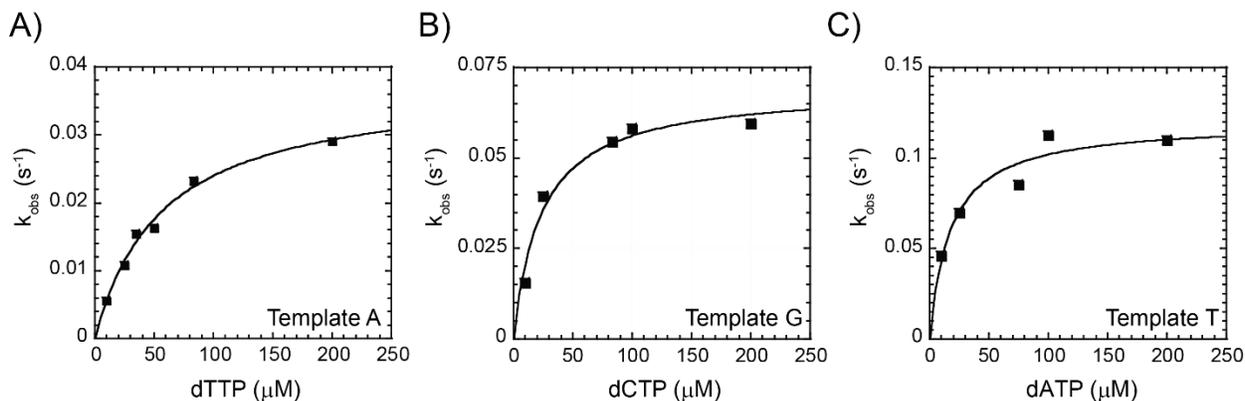 A)
0.04
0.03
0.02
0.01
0
k_obs (s⁻¹)
Template A
0 50 100 150 200 250
dTTP (μM)
B)
0.075
0.05
0.025
0
k_obs (s⁻¹)
Template G
0 50 100 150 200 250
dCTP (μM)
C)
0.15
0.1
0.05
0
k_obs (s⁻¹)
Template T
0 50 100 150 200 250
dATP (μM)